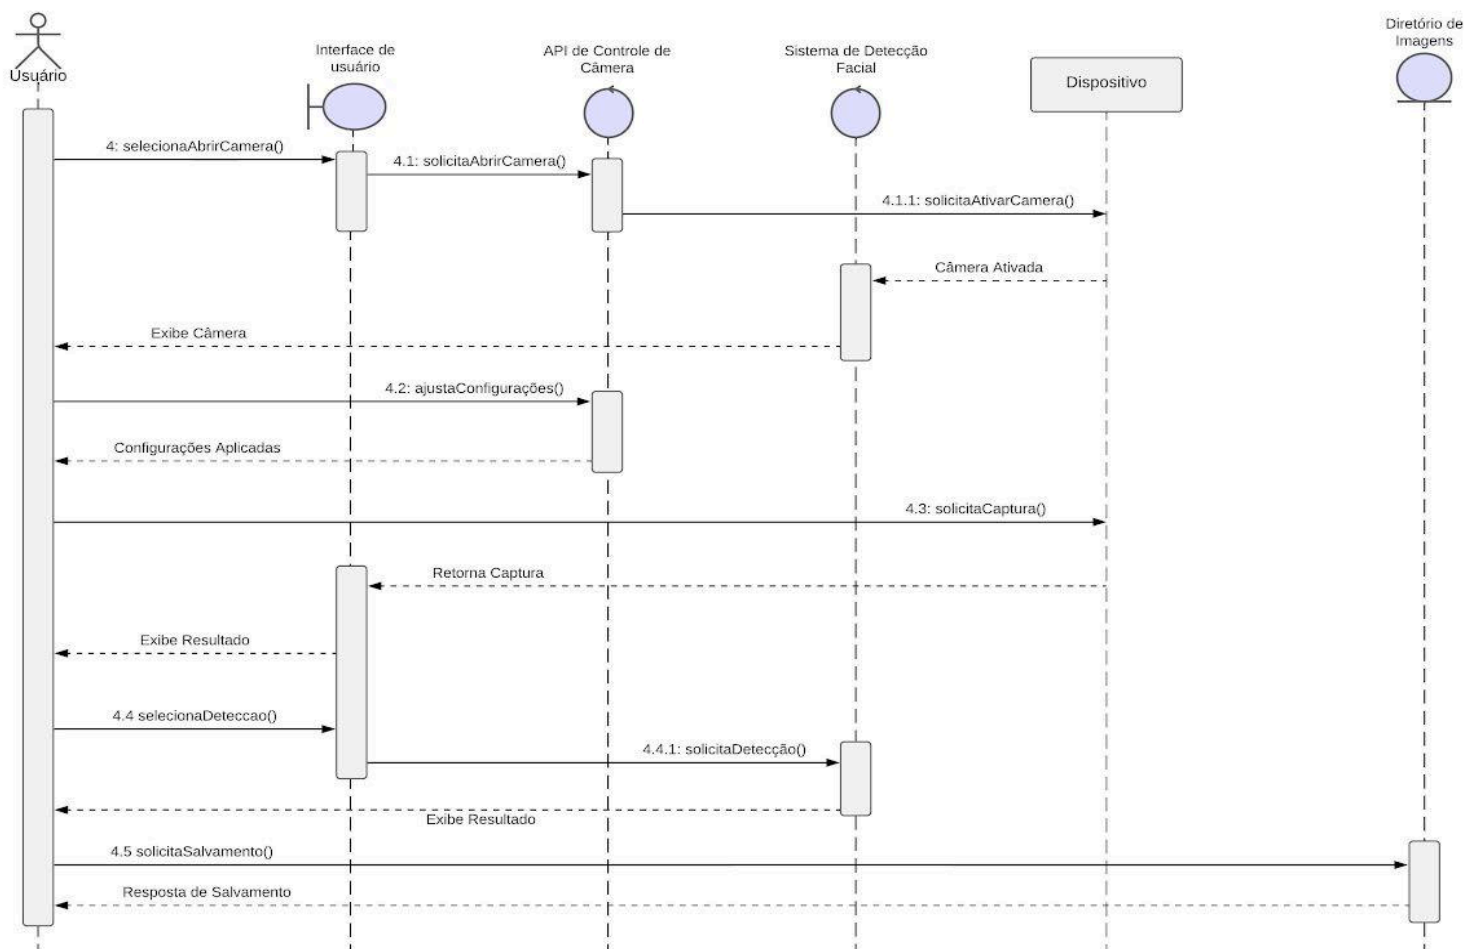 Diretório de
Imagens
Interface de
usuário
API de Controle de
Câmera
Sistema de Detecção
Facial
Usuário
Dispositivo
4: selecionaAbrirCamera()
4.1: solicitaAbrirCamera()
4.1.1: solicitaAtivarCamera()
Câmera Ativada
Exibe Câmera
4.2: ajustaConfigurações()
Configurações Aplicadas
4.3: solicitaCaptura()
Retorna Captura
Exibe Resultado
4.4 selecionaDeteccao()
4.4.1: solicitaDetecção()
Exibe Resultado
4.5 solicitaSalvamento()
Resposta de Salvamento